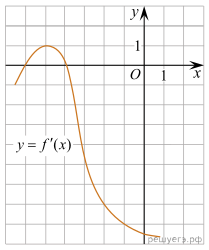 y
1
O
1
x
y = f′(x)
решуегэ.рф